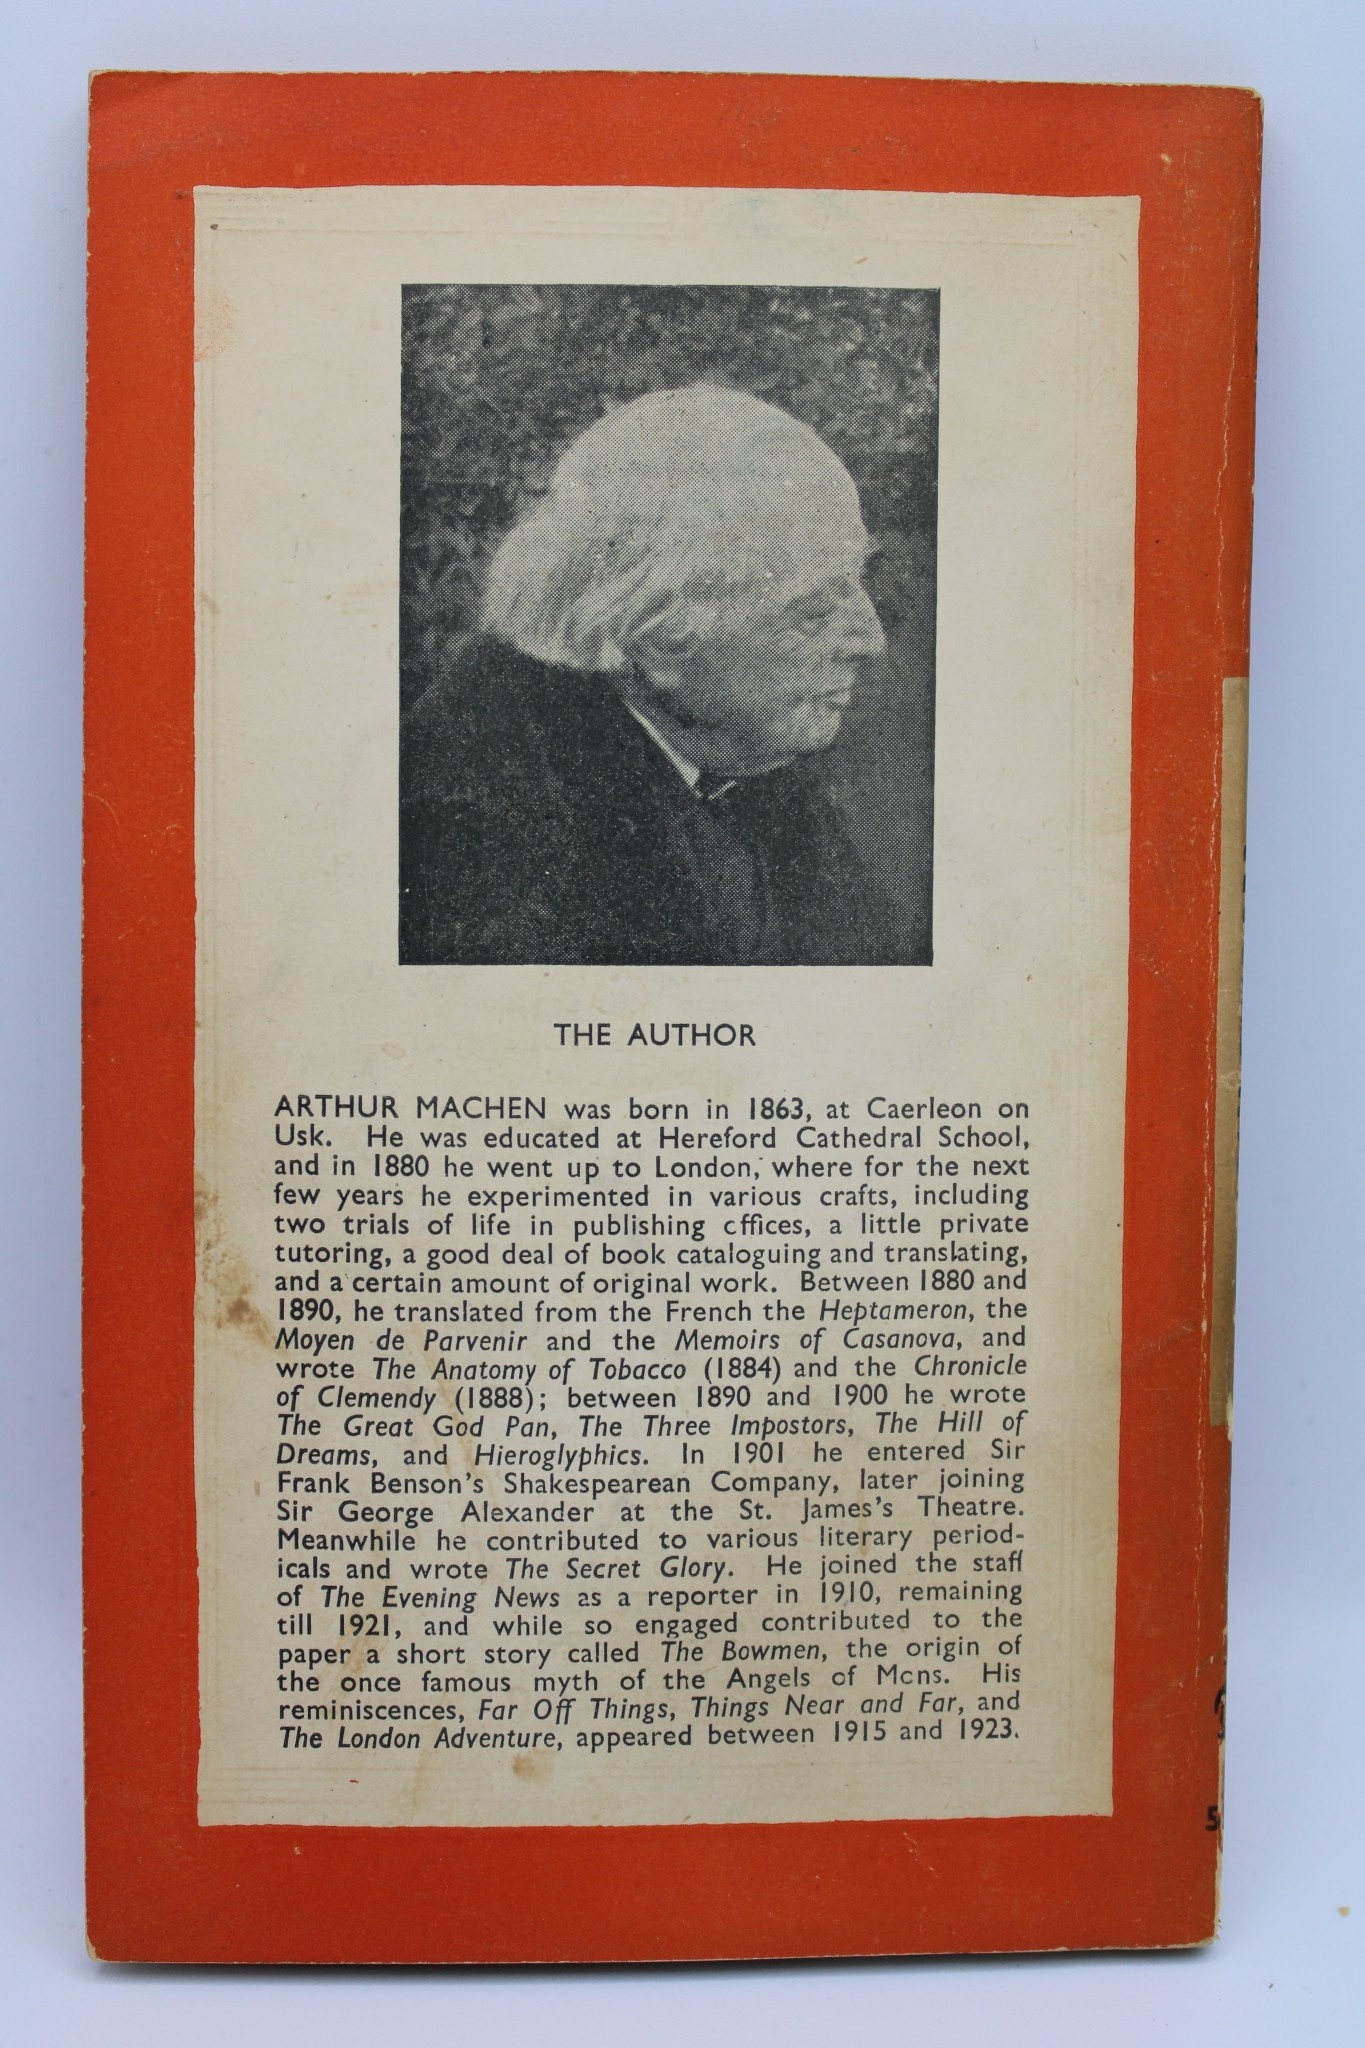 THE AUTHOR
ARTHUR MACHEN was born in 1863, at Caerleon on
Usk. He was educated at Hereford Cathedral School,
and in 1880 he went up to London, where for the next
few years he experimented in various crafts, including
two trials of life in publishing cffices, a little private
tutoring, a good deal of book cataloguing and translating,
and a certain amount of original work. Between 1880 and
1890, he translated from the French the Heptameron, the
Moyen de Parvenir and the Memoirs of Casanova, and
wrote The Anatomy of Tobacco (1884) and the Chronicle
of Clemendy (1888); between 1890 and 1900 he wrote
The Great God Pan, The Three Impostors, The Hill of
Dreams, and Hieroglyphics. In 1901 he entered Sir
Frank Benson's Shakespearean Company, later joining
Sir George Alexander at the St. James's Theatre.
Meanwhile he contributed to various literary period-
icals and wrote The Secret Glory. He joined the staff
of The Evening News as a reporter in 1910, remaining
till 1921, and while so engaged contributed to the
paper a short story called The Bowmen, the origin of
the once famous myth of the Angels of Mcns. His
reminiscences, Far Off Things, Things Near and Far, and
The London Adventure, appeared between 1915 and 1923.
5